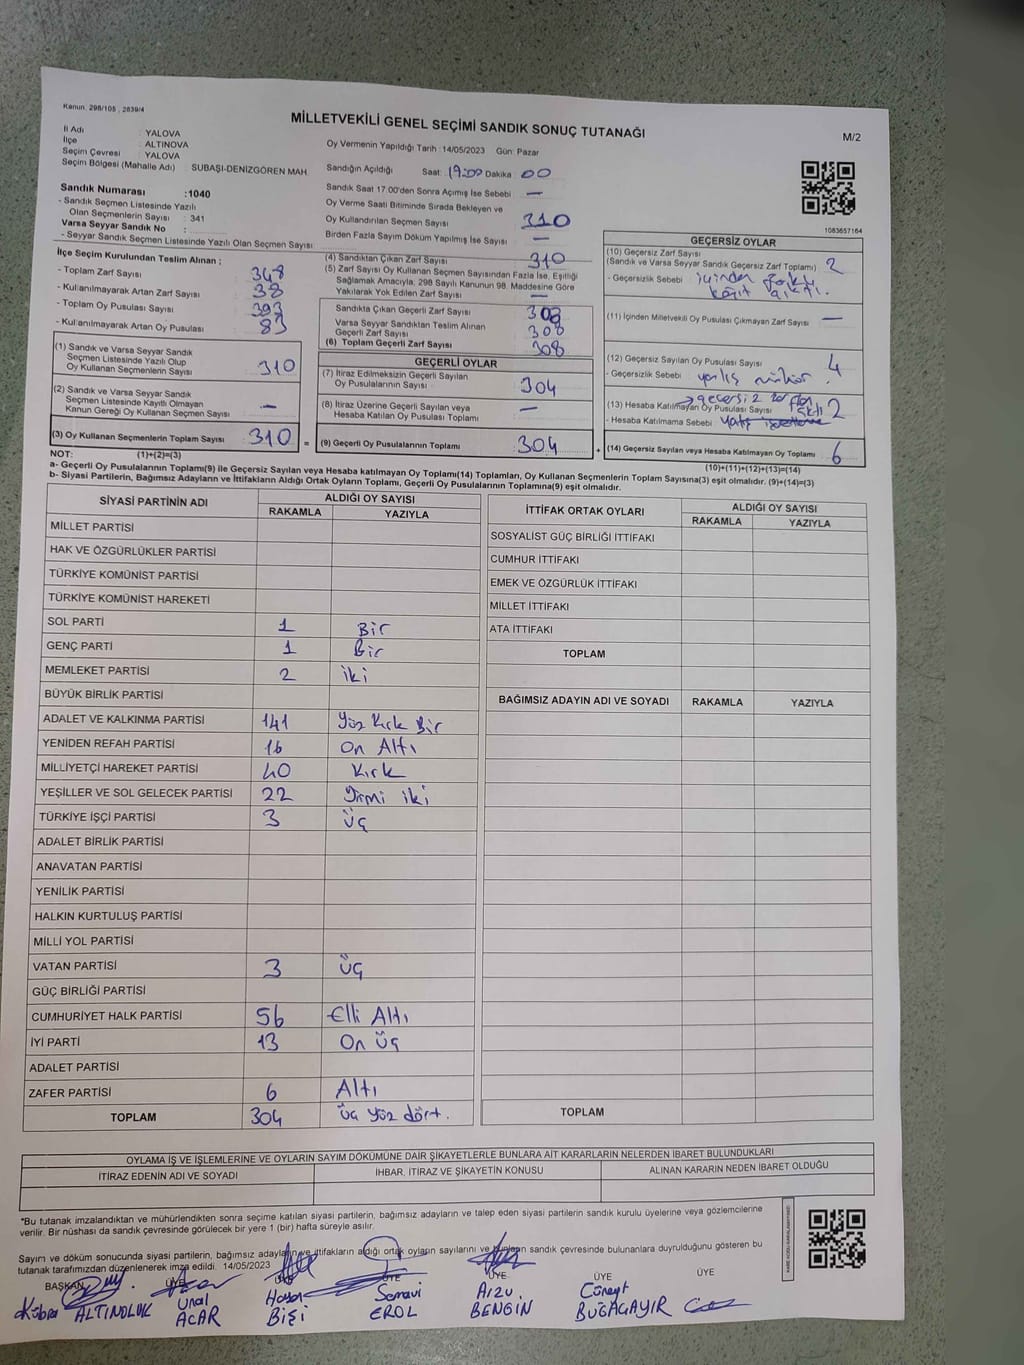 Kanun, 298/105 , 2839/4
MİLLETVEKİLİ GENEL SEÇİMİ SANDIK SONUÇ TUTANAĞI
M/2
İl Adı : YALOVA
İlçe : ALTINOVA
Seçim Çevresi : YALOVA
Seçim Bölgesi (Mahalle Adı) : SUBAŞI-DENİZGÖREN MAH.
Sandık Numarası :1040
- Sandık Seçmen Listesinde Yazılı
Olan Seçmenlerin Sayısı : 341
Varsa Seyyar Sandık No :
- Seyyar Sandık Seçmen Listesinde Yazılı Olan Seçmen Sayısı :
Oy Vermenin Yapıldığı Tarih :14/05/2023 Gün: Pazar
Sandığın Açıldığı Saat: 19:00 Dakika : 00
Sandık Saat 17:00'den Sonra Açımış İse Sebebi : —
Oy Verme Saati Bitiminde Sırada Bekleyen ve
Oy Kullandırılan Seçmen Sayısı : 310
Birden Fazla Sayım Döküm Yapılmış İse Sayısı : —
1083657164
İlçe Seçim Kurulundan Teslim Alınan ;
- Toplam Zarf Sayısı : 348
- Kullanılmayarak Artan Zarf Sayısı : 38
- Toplam Oy Pusulası Sayısı : 393
- Kullanılmayarak Artan Oy Pusulası : 83
(4) Sandıktan Çıkan Zarf Sayısı : 310
(5) Zarf Sayısı Oy Kullanan Seçmen Sayısından Fazla İse, Eşitliği
Sağlamak Amacıyla, 298 Sayılı Kanunun 98. Maddesine Göre
Yakılarak Yok Edilen Zarf Sayısı : —
Sandıkta Çıkan Geçerli Zarf Sayısı : 308
Varsa Seyyar Sandıktan Teslim Alınan
Geçerli Zarf Sayısı : 308
(6) Toplam Geçerli Zarf Sayısı : 308
GEÇERSİZ OYLAR
(10) Geçersiz Zarf Sayısı
(Sandık ve Varsa Seyyar Sandık Geçersiz Zarf Toplamı) : 2
- Geçersizlik Sebebi : içinden farklı
kağıt çıktı.
(11) İçinden Milletvekili Oy Pusulası Çıkmayan Zarf Sayısı : —
(12) Geçersiz Sayılan Oy Pusulası Sayısı : 4
- Geçersizlik Sebebi : yanlış mühür.
(13) Hesaba Katılmayan Oy Pusulası Sayısı : 2
- Hesaba Katılmama Sebebi :
(14) Geçersiz Sayılan veya Hesaba Katılmayan Oy Toplamı : 6
(10)+(11)+(12)+(13)=(14)
(1) Sandık ve Varsa Seyyar Sandık
Seçmen Listesinde Yazılı Olup
Oy Kullanan Seçmenlerin Sayısı : 310
(2) Sandık ve Varsa Seyyar Sandık
Seçmen Listesinde Kayıtlı Olmayan
Kanun Gereği Oy Kullanan Seçmen Sayısı : —
(3) Oy Kullanan Seçmenlerin Toplam Sayısı : 310 =
GEÇERLİ OYLAR
(7) İtiraz Edilmeksizin Geçerli Sayılan
Oy Pusulalarının Sayısı : 304
(8) İtiraz Üzerine Geçerli Sayılan veya
Hesaba Katılan Oy Pusulası Toplamı : —
(9) Geçerli Oy Pusulalarının Toplamı : 304 +
NOT: (1)+(2)=(3)
a- Geçerli Oy Pusulalarının Toplamı(9) ile Geçersiz Sayılan veya Hesaba katılmayan Oy Toplamı(14) Toplamları, Oy Kullanan Seçmenlerin Toplam Sayısına(3) eşit olmalıdır. (9)+(14)=(3)
b- Siyasi Partilerin, Bağımsız Adayların ve İttifakların Aldığı Ortak Oyların Toplamı, Geçerli Oy Pusulalarının Toplamına(9) eşit olmalıdır.
SİYASİ PARTİNİN ADI ALDIĞI OY SAYISI
RAKAMLA YAZIYLA
MİLLET PARTİSİ
HAK VE ÖZGÜRLÜKLER PARTİSİ
TÜRKİYE KOMÜNİST PARTİSİ
TÜRKİYE KOMÜNİST HAREKETİ
SOL PARTİ 1 Bir
GENÇ PARTİ 1 Bir
MEMLEKET PARTİSİ 2 iki
BÜYÜK BİRLİK PARTİSİ
ADALET VE KALKINMA PARTİSİ 141 Yüz Kırk Bir
YENİDEN REFAH PARTİSİ 16 On Altı
MİLLİYETÇİ HAREKET PARTİSİ 40 Kırk
YEŞİLLER VE SOL GELECEK PARTİSİ 22 Yirmi iki
TÜRKİYE İŞÇİ PARTİSİ 3 üç
ADALET BİRLİK PARTİSİ
ANAVATAN PARTİSİ
YENİLİK PARTİSİ
HALKIN KURTULUŞ PARTİSİ
MİLLİ YOL PARTİSİ
VATAN PARTİSİ 3 üç
GÜÇ BİRLİĞİ PARTİSİ
CUMHURİYET HALK PARTİSİ 56 Elli Altı
İYİ PARTİ 13 On üç
ADALET PARTİSİ
ZAFER PARTİSİ 6 Altı
TOPLAM 304 üç yüz dört.
İTTİFAK ORTAK OYLARI ALDIĞI OY SAYISI
RAKAMLA YAZIYLA
SOSYALİST GÜÇ BİRLİĞİ İTTİFAKI
CUMHUR İTTİFAKI
EMEK VE ÖZGÜRLÜK İTTİFAKI
MİLLET İTTİFAKI
ATA İTTİFAKI
TOPLAM
BAĞIMSIZ ADAYIN ADI VE SOYADI RAKAMLA YAZIYLA
TOPLAM
OYLAMA İŞ VE İŞLEMLERİNE VE OYLARIN SAYIM DÖKÜMÜNE DAİR ŞİKAYETLERLE BUNLARA AİT KARARLARIN NELERDEN İBARET BULUNDUKLARI
İTİRAZ EDENİN ADI VE SOYADI İHBAR, İTİRAZ VE ŞİKAYETİN KONUSU ALINAN KARARIN NEDEN İBARET OLDUĞU
*Bu tutanak imzalandıktan ve mühürlendikten sonra seçime katılan siyasi partilerin, bağımsız adayların ve talep eden siyasi partilerin sandık kurulu üyelerine veya gözlemcilerine
verilir. Bir nüshası da sandık çevresinde görülecek bir yere 1 (bir) hafta süreyle asılır.
Sayım ve döküm sonucunda siyasi partilerin, bağımsız adayların ve ittifakların aldığı ortak oyların sayılarını ve bunların sandık çevresinde bulunanlara duyrulduğunu gösteren bu
tutanak tarafımızdan düzenlenerek imza edildi. 14/05/2023
BAŞKAN ÜYE ÜYE ÜYE ÜYE ÜYE ÜYE
Kübra ALTINOLUK
Ünal ACAR
Hasan BİŞİ
Samavi EROL
Arzu. BENGİN
Cüneyt BUĞAGAYIR